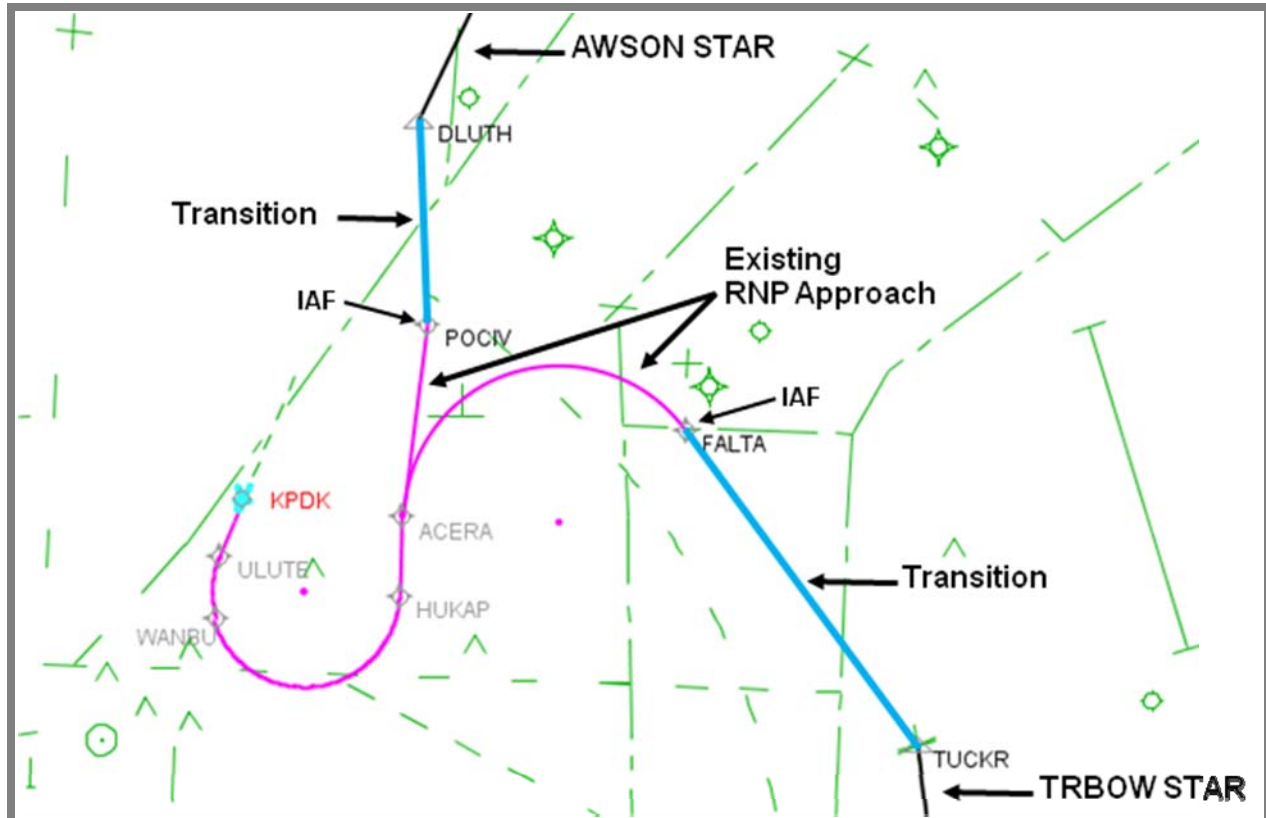 AWSON STAR
DLUTH
Transition
Existing
RNP Approach
IAF
POCIV
IAF
FALTA
KPDK
ACERA
ULUTE
Transition
HUKAP
WANBU
TUCKR
TRBOW STAR